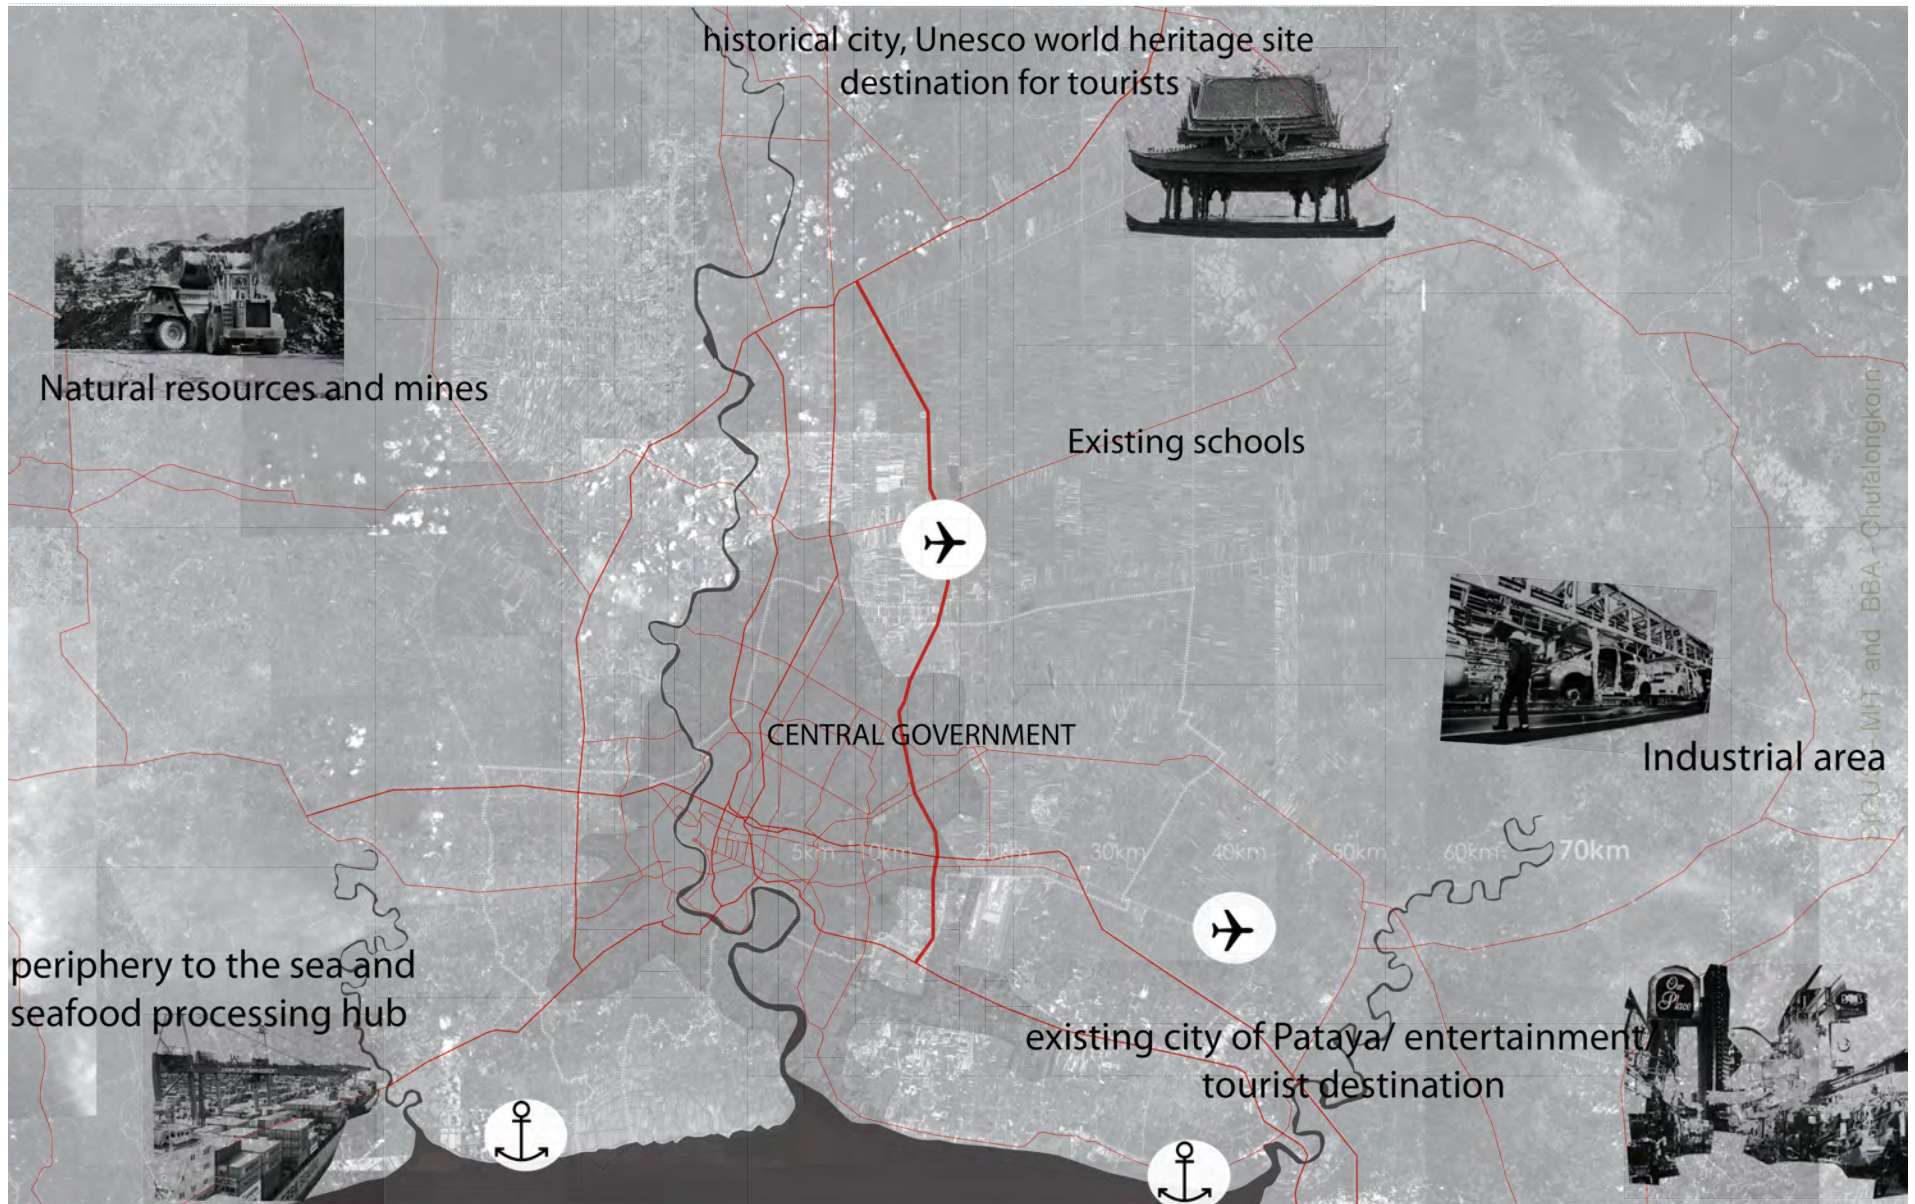 historical city, Unesco world heritage site
destination for tourists
Natural resources and mines
Existing schools
CENTRAL GOVERNMENT
Industrial area
5km 10km 20km 30km 40km 50km 60km 70km
periphery to the sea and
seafood processing hub
existing city of Pataya/ entertainment/
tourist destination
Our
Place
MIT and BBA - Chulalongkorn